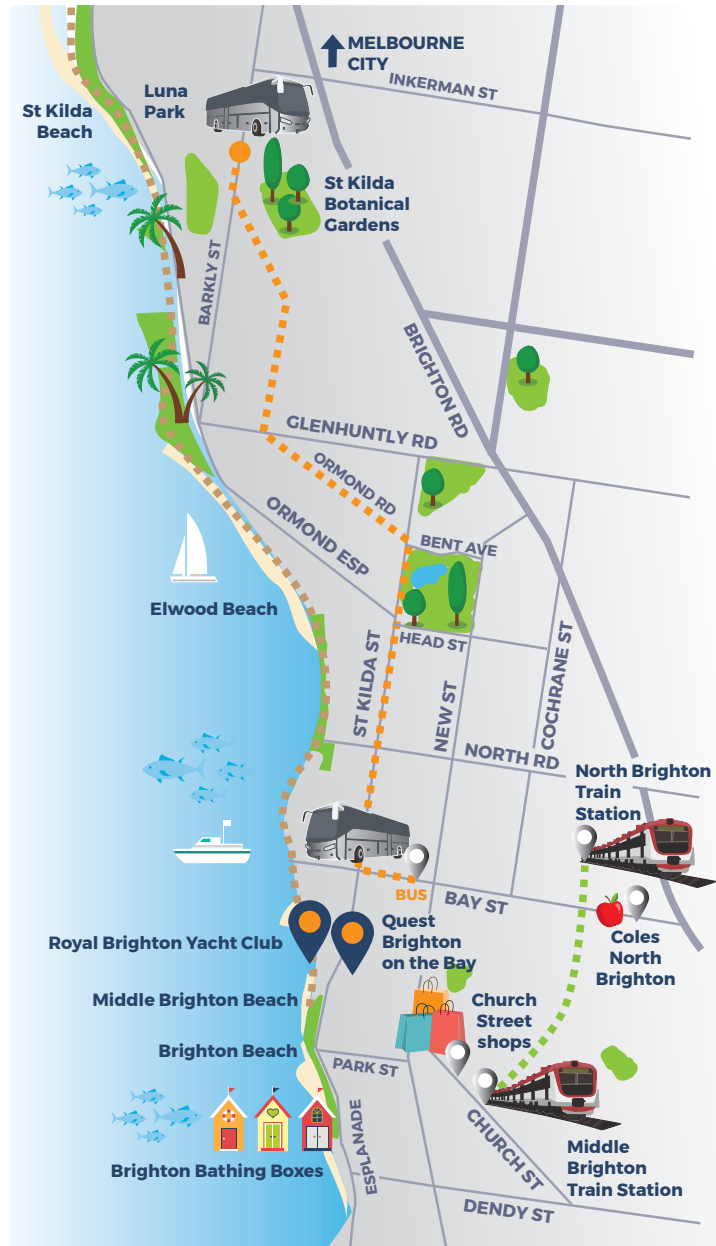 MELBOURNE
CITY
INKERMAN ST
Luna
Park
St Kilda
Beach
St Kilda
Botanical
Gardens
BARKLY ST
BRIGHTON RD
GLENHUNTLY RD
ORMOND RD
ORMOND ESP
BENT AVE
Elwood Beach
HEAD ST
ST KILDA ST
NEW ST
COCHRANE ST
NORTH RD
North Brighton
Train
Station
BUS
BAY ST
Royal Brighton Yacht Club
Quest
Brighton
on the Bay
Coles
North
Brighton
Middle Brighton Beach
Church
Street
shops
Brighton Beach
PARK ST
ESPLANADE
CHURCH ST
Brighton Bathing Boxes
Middle
Brighton
Train Station
DENDY ST